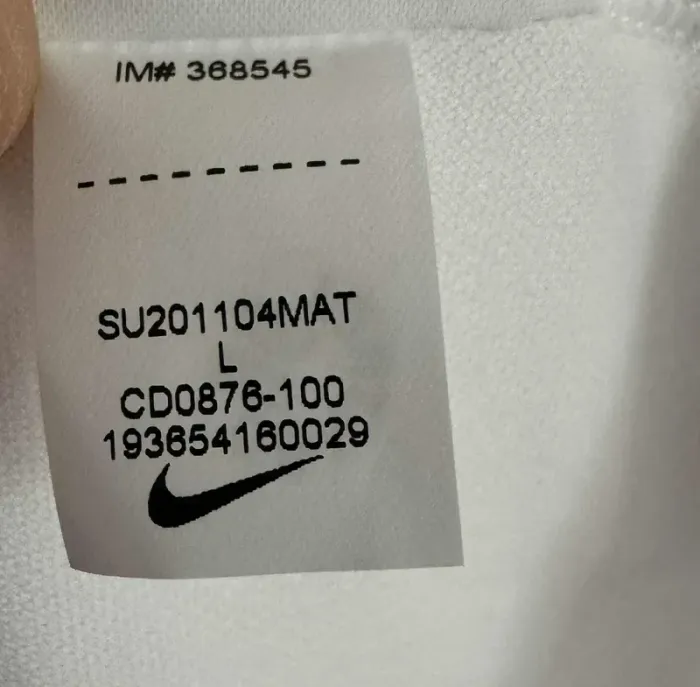 IM# 368545
---------
SU201104MAT
L
CD0876-100
193654160029